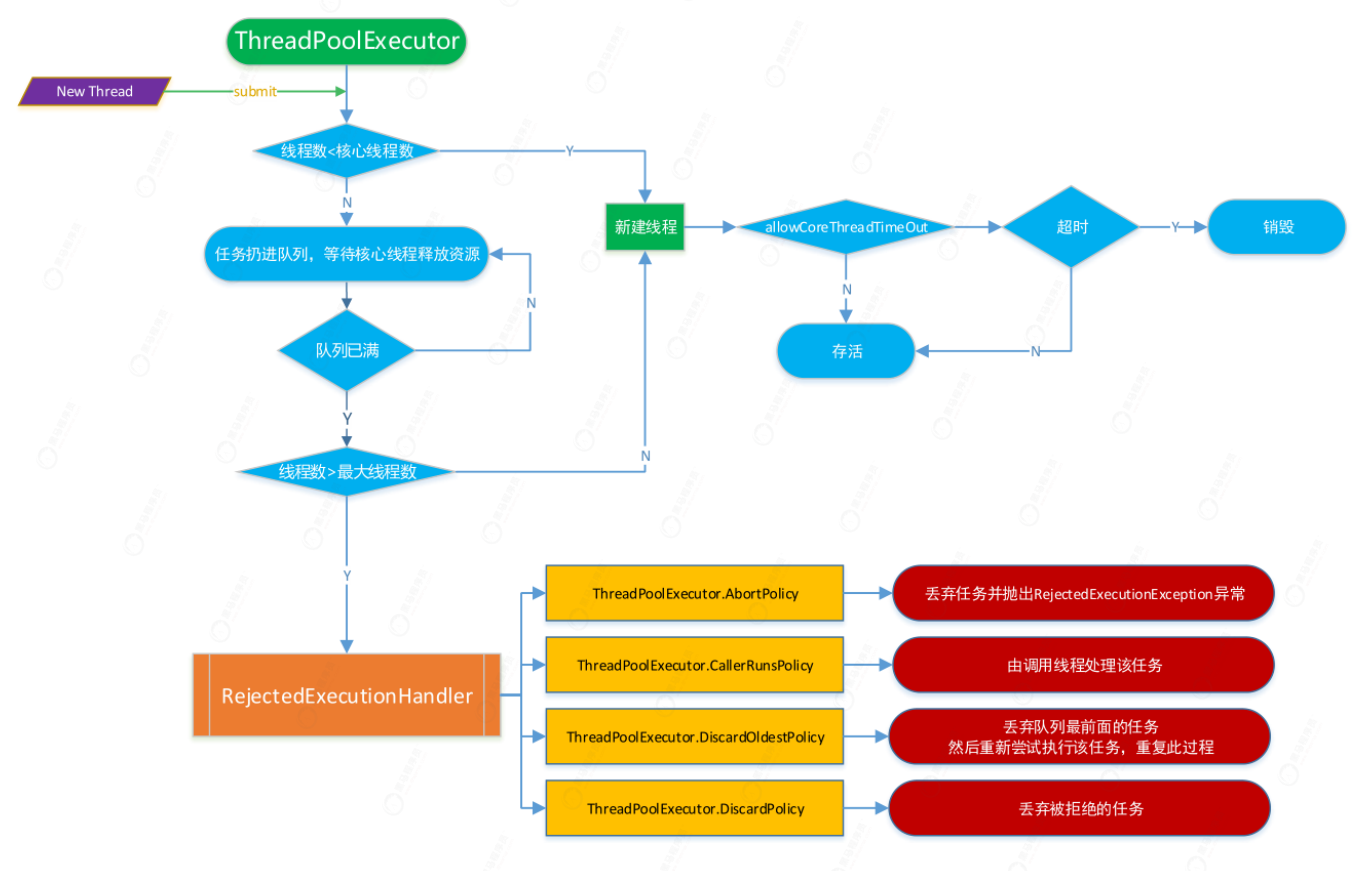 ThreadPoolExecutor
New Thread
submit
线程数<核心线程数
Y
N
新建线程
allowCoreThreadTimeOut
超时
Y
销毁
任务扔进队列，等待核心线程释放资源
N
N
队列已满
存活
N
Y
线程数>最大线程数
N
Y
RejectedExecutionHandler
ThreadPoolExecutor.AbortPolicy
丢弃任务并抛出RejectedExecutionException异常
ThreadPoolExecutor.CallerRunsPolicy
由调用线程处理该任务
ThreadPoolExecutor.DiscardOldestPolicy
丢弃队列最前面的任务
然后重新尝试执行该任务，重复此过程
ThreadPoolExecutor.DiscardPolicy
丢弃被拒绝的任务